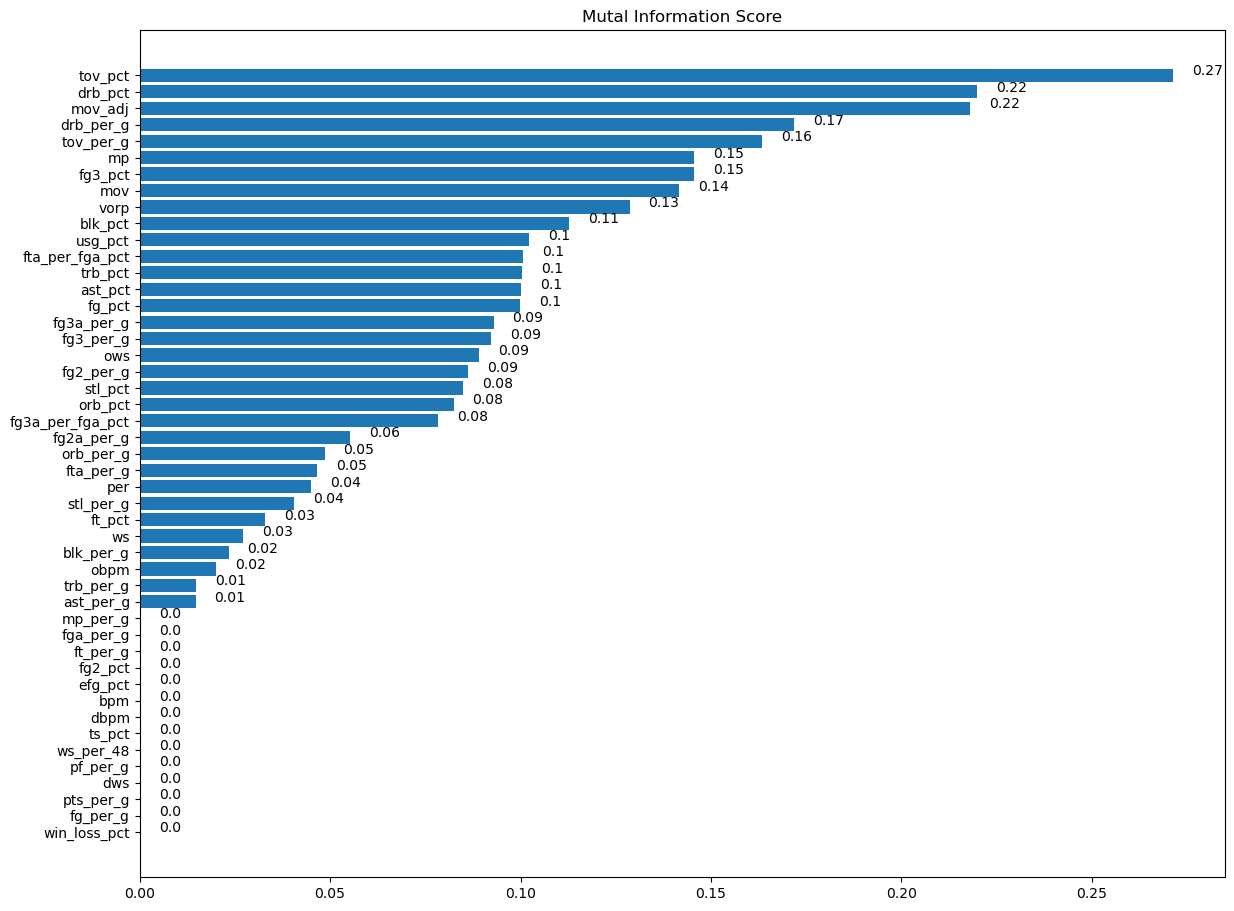 Mutal Information Score
tov_pct 0.27
drb_pct 0.22
mov_adj 0.22
drb_per_g 0.17
tov_per_g 0.16
mp 0.15
fg3_pct 0.15
mov 0.14
vorp 0.13
blk_pct 0.11
usg_pct 0.1
fta_per_fga_pct 0.1
trb_pct 0.1
ast_pct 0.1
fg_pct 0.1
fg3a_per_g 0.09
fg3_per_g 0.09
ows 0.09
fg2_per_g 0.09
stl_pct 0.08
orb_pct 0.08
fg3a_per_fga_pct 0.08
fg2a_per_g 0.06
orb_per_g 0.05
fta_per_g 0.05
per 0.04
stl_per_g 0.04
ft_pct 0.03
ws 0.03
blk_per_g 0.02
obpm 0.02
trb_per_g 0.01
ast_per_g 0.01
mp_per_g 0.0
fga_per_g 0.0
ft_per_g 0.0
fg2_pct 0.0
efg_pct 0.0
bpm 0.0
dbpm 0.0
ts_pct 0.0
ws_per_48 0.0
pf_per_g 0.0
dws 0.0
pts_per_g 0.0
fg_per_g 0.0
win_loss_pct 0.0
0.00 0.05 0.10 0.15 0.20 0.25